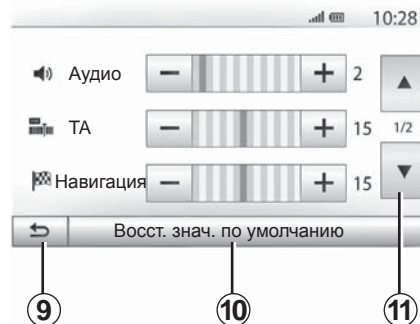 10:28
Аудио − + 2
TA − + 15 1/2
Навигация − + 15
Восст. знач. по умолчанию
9 10 11